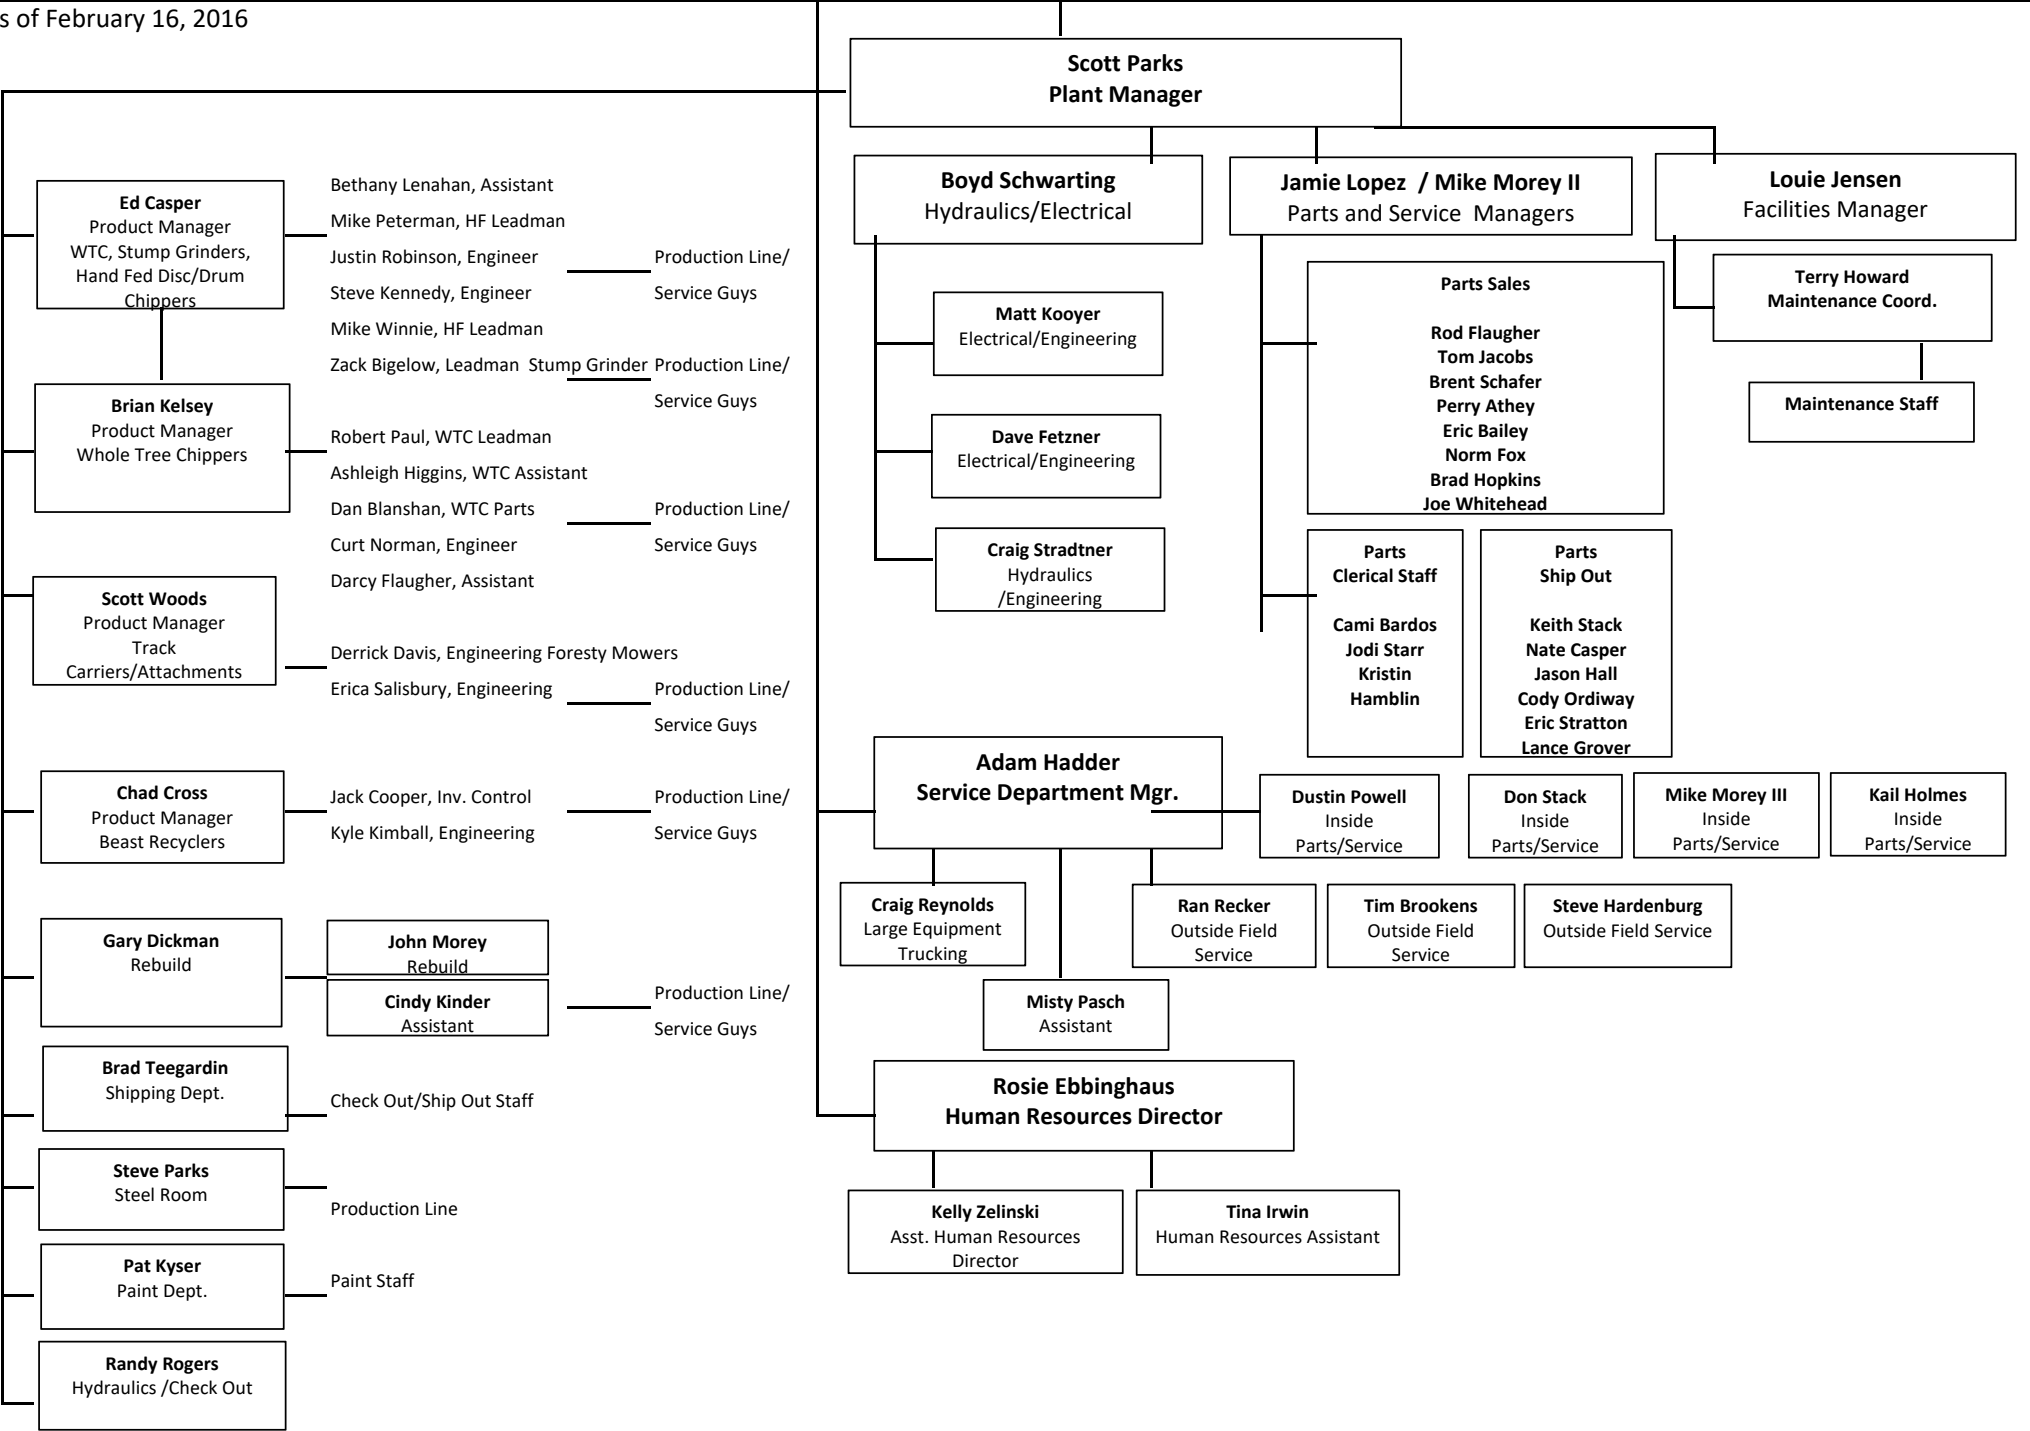 s of February 16, 2016
Scott Parks
Plant Manager
Ed Casper
Product Manager
WTC, Stump Grinders,
Hand Fed Disc/Drum
Chippers
Bethany Lenahan, Assistant
Mike Peterman, HF Leadman
Justin Robinson, Engineer
Production Line/
Steve Kennedy, Engineer
Service Guys
Mike Winnie, HF Leadman
Zack Bigelow, Leadman  Stump Grinder
Production Line/
Service Guys
Brian Kelsey
Product Manager
Whole Tree Chippers
Robert Paul, WTC Leadman
Ashleigh Higgins, WTC Assistant
Dan Blanshan, WTC Parts
Production Line/
Curt Norman, Engineer
Service Guys
Darcy Flaugher, Assistant
Scott Woods
Product Manager
Track
Carriers/Attachments
Derrick Davis, Engineering Foresty Mowers
Erica Salisbury, Engineering
Production Line/
Service Guys
Chad Cross
Product Manager
Beast Recyclers
Jack Cooper, Inv. Control
Production Line/
Kyle Kimball, Engineering
Service Guys
Gary Dickman
Rebuild
John Morey
Rebuild
Cindy Kinder
Assistant
Production Line/
Service Guys
Brad Teegardin
Shipping Dept.
Check Out/Ship Out Staff
Steve Parks
Steel Room
Production Line
Pat Kyser
Paint Dept.
Paint Staff
Randy Rogers
Hydraulics /Check Out
Boyd Schwarting
Hydraulics/Electrical
Matt Kooyer
Electrical/Engineering
Dave Fetzner
Electrical/Engineering
Craig Stradtner
Hydraulics
/Engineering
Jamie Lopez  / Mike Morey II
Parts and Service  Managers
Parts Sales
Rod Flaugher
Tom Jacobs
Brent Schafer
Perry Athey
Eric Bailey
Norm Fox
Brad Hopkins
Joe Whitehead
Parts
Clerical Staff
Cami Bardos
Jodi Starr
Kristin
Hamblin
Parts
Ship Out
Keith Stack
Nate Casper
Jason Hall
Cody Ordiway
Eric Stratton
Lance Grover
Louie Jensen
Facilities Manager
Terry Howard
Maintenance Coord.
Maintenance Staff
Adam Hadder
Service Department Mgr.
Dustin Powell
Inside
Parts/Service
Don Stack
Inside
Parts/Service
Mike Morey III
Inside
Parts/Service
Kail Holmes
Inside
Parts/Service
Craig Reynolds
Large Equipment
Trucking
Ran Recker
Outside Field
Service
Tim Brookens
Outside Field
Service
Steve Hardenburg
Outside Field Service
Misty Pasch
Assistant
Rosie Ebbinghaus
Human Resources Director
Kelly Zelinski
Asst. Human Resources
Director
Tina Irwin
Human Resources Assistant